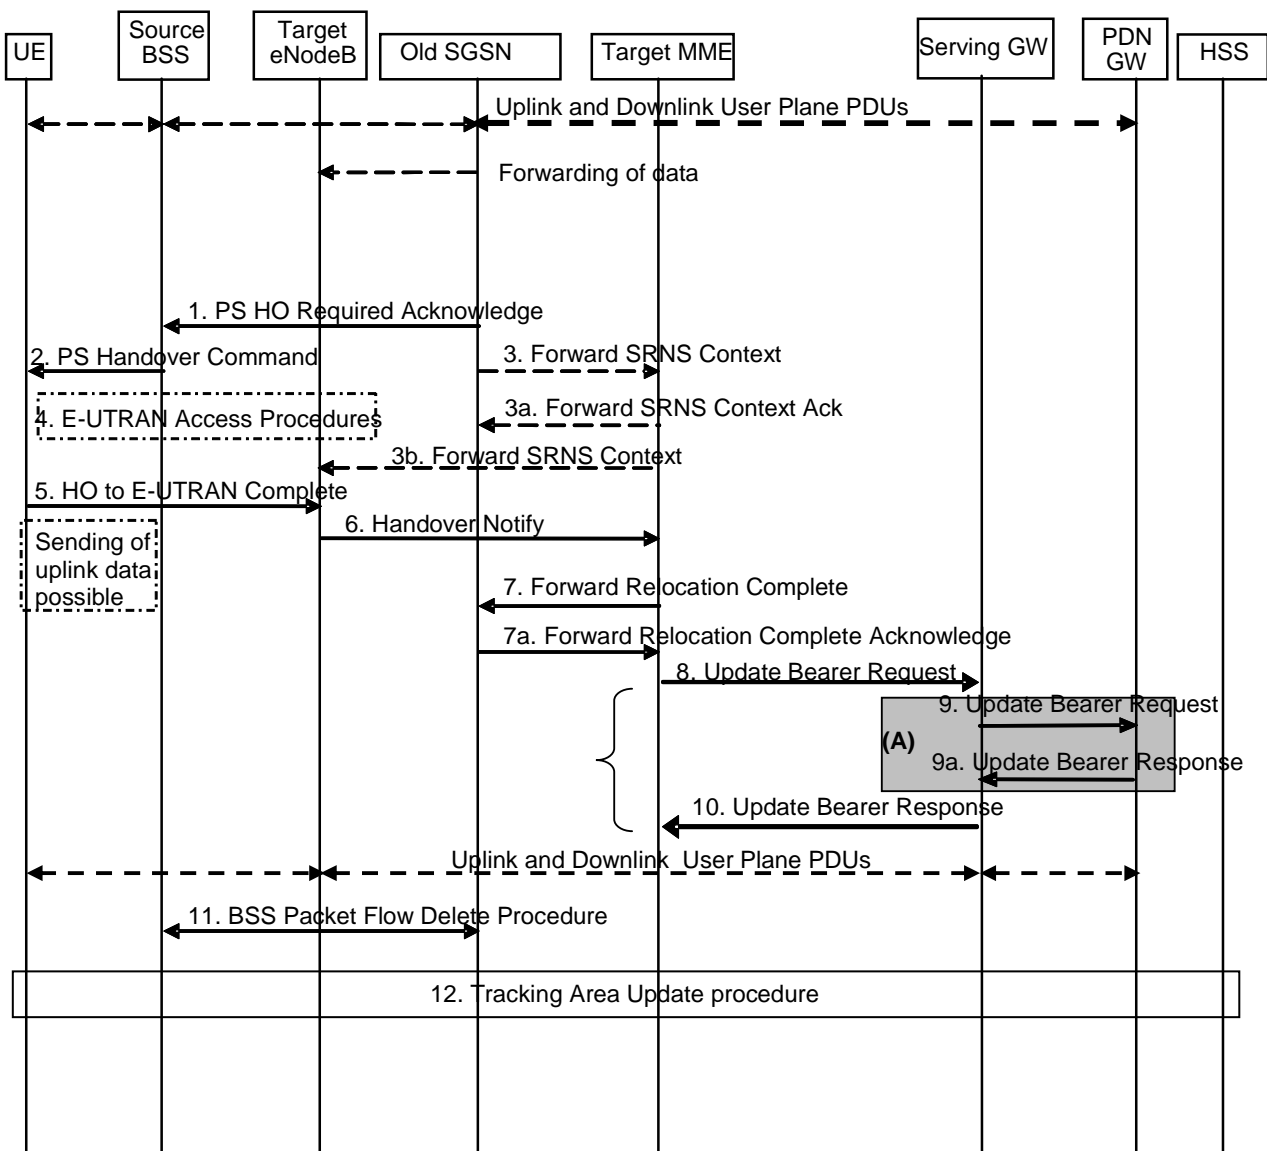 UE
Source
BSS
Target
eNodeB
Old SGSN
Target MME
Serving GW
PDN
GW
HSS
Uplink and Downlink User Plane PDUs
Forwarding of data
1. PS HO Required Acknowledge
2. PS Handover Command
3. Forward SRNS Context
4. E-UTRAN Access Procedures
3a. Forward SRNS Context Ack
3b. Forward SRNS Context
5. HO to E-UTRAN Complete
6. Handover Notify
Sending of
uplink data
possible
7. Forward Relocation Complete
7a. Forward Relocation Complete Acknowledge
8. Update Bearer Request
9. Update Bearer Request
(A)
9a. Update Bearer Response
10. Update Bearer Response
Uplink and Downlink User Plane PDUs
11. BSS Packet Flow Delete Procedure
12. Tracking Area Update procedure